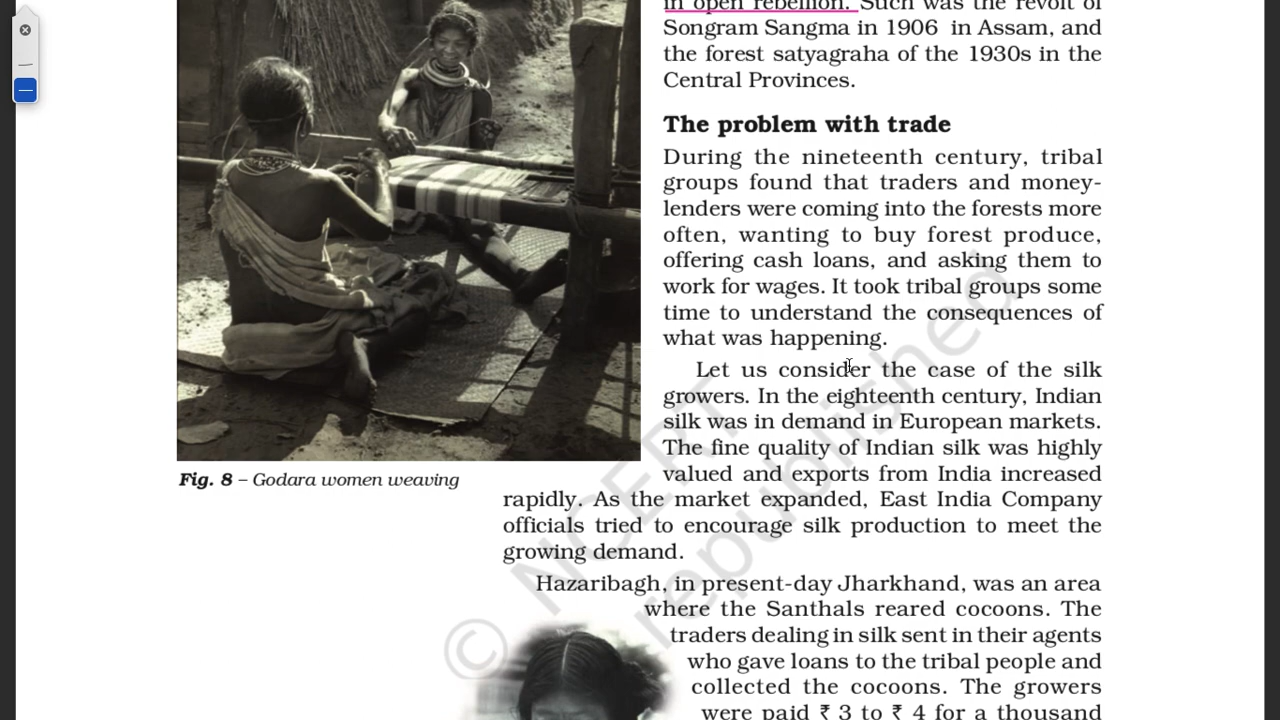 in open rebellion. Such was the revolt of
Songram Sangma in 1906 in Assam, and
the forest satyagraha of the 1930s in the
Central Provinces.
The problem with trade
During the nineteenth century, tribal
groups found that traders and money-
lenders were coming into the forests more
often, wanting to buy forest produce,
offering cash loans, and asking them to
work for wages. It took tribal groups some
time to understand the consequences of
what was happening.
Let us consider the case of the silk
growers. In the eighteenth century, Indian
silk was in demand in European markets.
The fine quality of Indian silk was highly
valued and exports from India increased
rapidly. As the market expanded, East India Company
officials tried to encourage silk production to meet the
growing demand.
Fig. 8 – Godara women weaving
Hazaribagh, in present-day Jharkhand, was an area
where the Santhals reared cocoons. The
traders dealing in silk sent in their agents
who gave loans to the tribal people and
collected the cocoons. The growers
were paid ₹ 3 to ₹ 4 for a thousand
© NCERT
republished